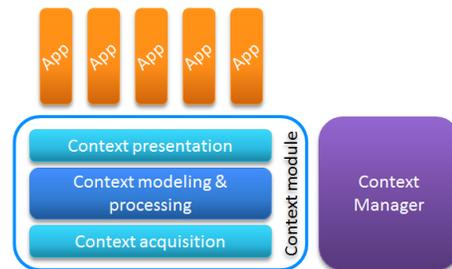 App
App
App
App
App
Context presentation
Context modeling &
processing
Context acquisition
Context module
Context
Manager